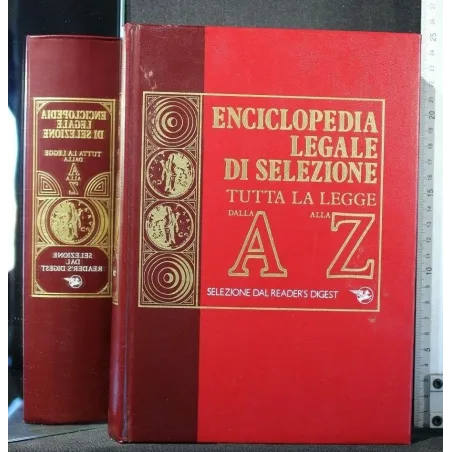 ENCICLOPEDIA
LEGALE
DI SELEZIONE
TUTTA LA LEGGE
DALLA
A
ALLA
Z
SELEZIONE DAL READER'S DIGEST
ENCICLOPEDIA
LEGALE
DI SELEZIONE
TUTTA LA LEGGE
DALLA
A
Z
SELEZIONE
DAL
READER'S DIGEST
25